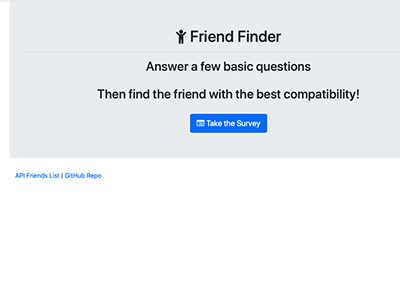 Friend Finder
Answer a few basic questions
Then find the friend with the best compatibility!
Take the Survey
API Friends List | GitHub Repo